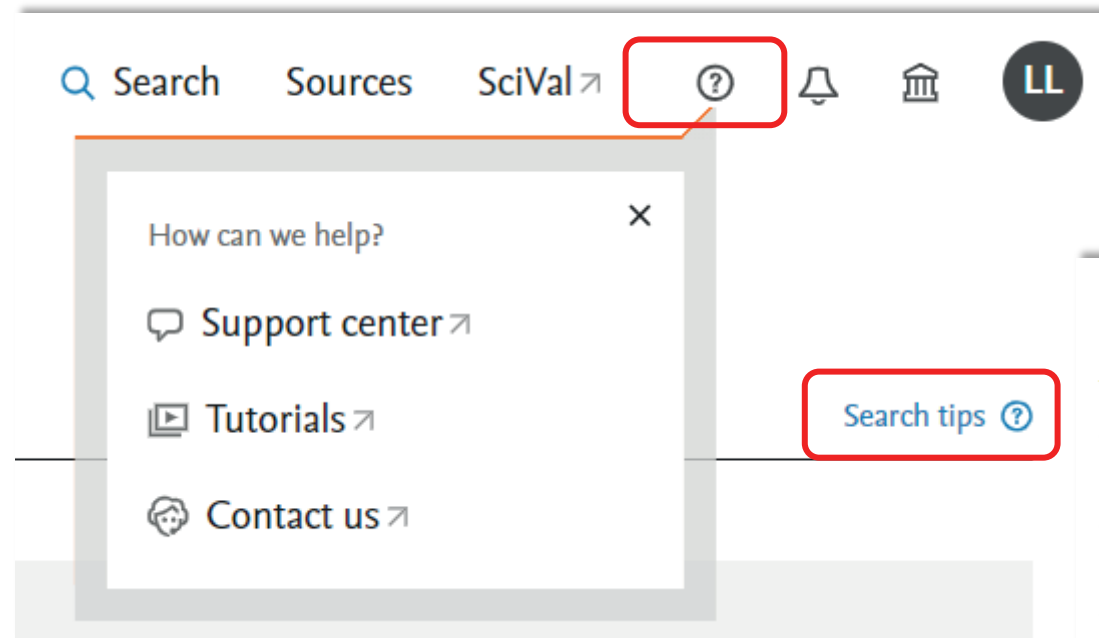 Search Sources SciVal LL
How can we help?
Support center
Tutorials
Contact us
Search tips